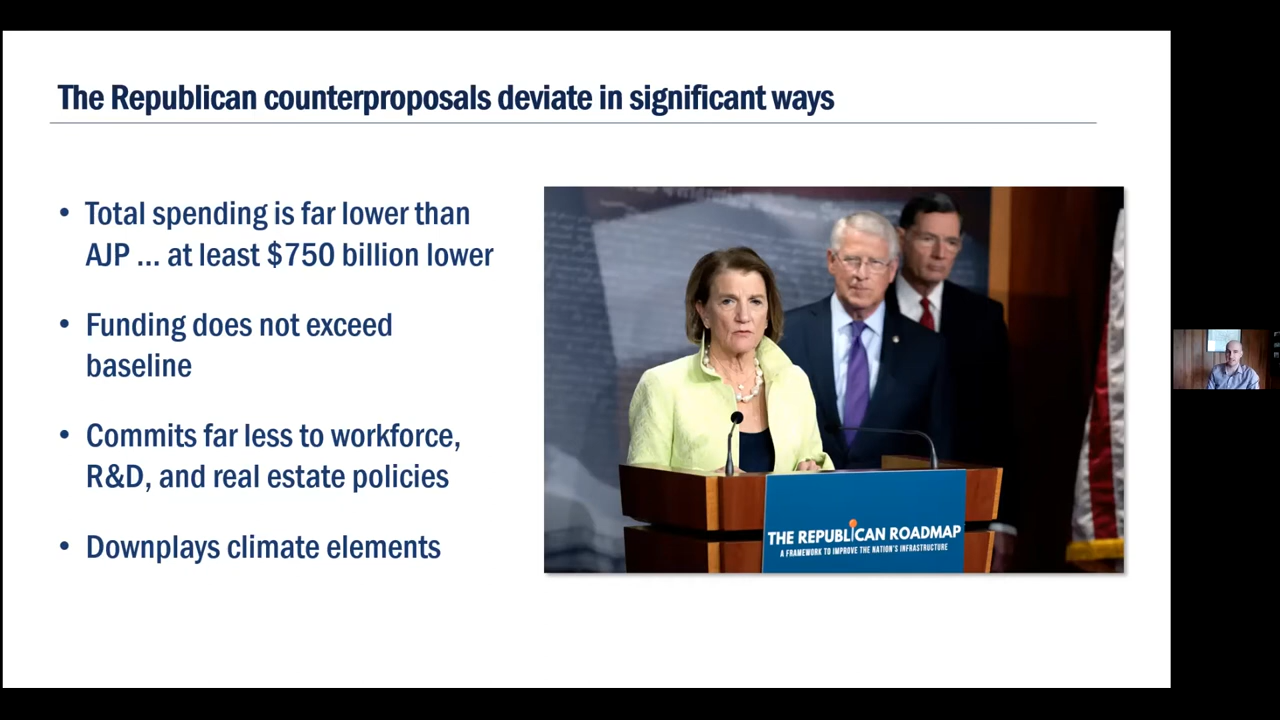 The Republican counterproposals deviate in significant ways
• Total spending is far lower than
AJP ... at least $750 billion lower
• Funding does not exceed
baseline
• Commits far less to workforce,
R&D, and real estate policies
• Downplays climate elements
THE REPUBLICAN ROADMAP
A FRAMEWORK TO IMPROVE THE NATION'S INFRASTRUCTURE